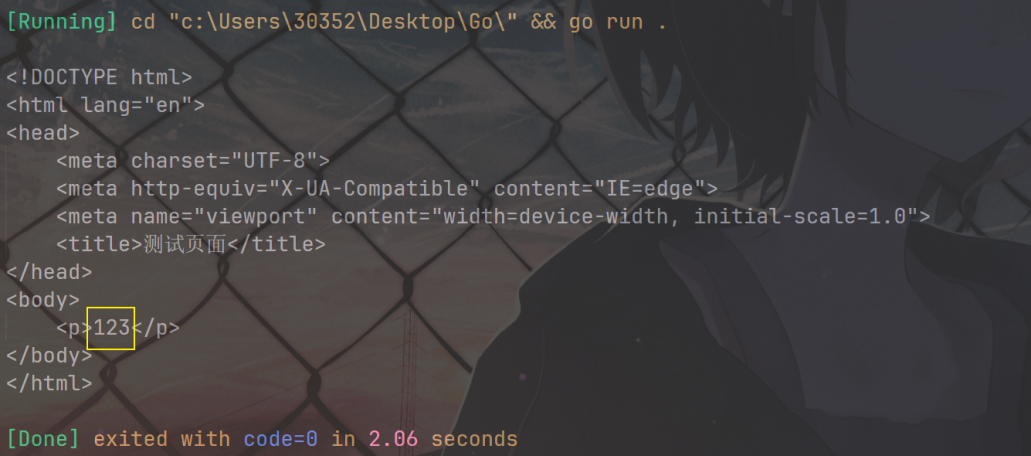 [Running] cd "c:\Users\30352\Desktop\Go\" && go run .
<!DOCTYPE html>
<html lang="en">
<head>
    <meta charset="UTF-8">
    <meta http-equiv="X-UA-Compatible" content="IE=edge">
    <meta name="viewport" content="width=device-width, initial-scale=1.0">
    <title>测试页面</title>
</head>
<body>
    <p>123</p>
</body>
</html>
[Done] exited with code=0 in 2.06 seconds